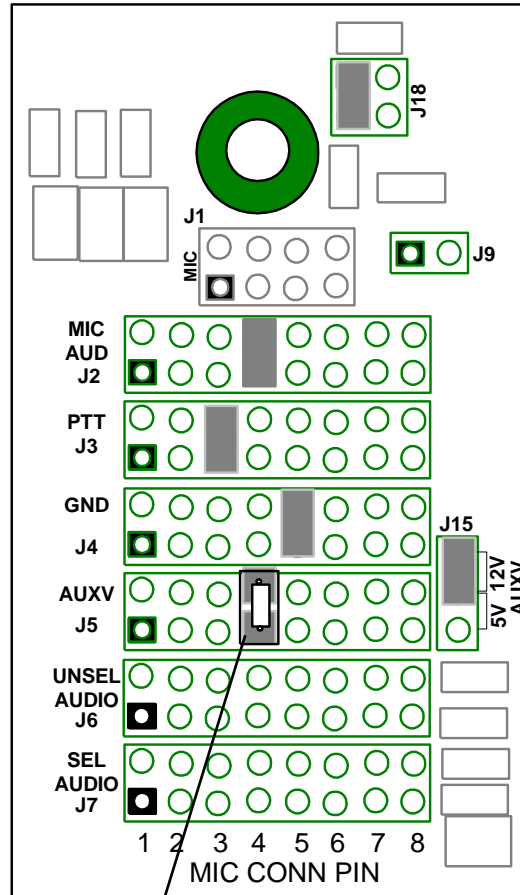 J18
J1
MIC
J9
MIC
AUD
J2
PTT
J3
GND
J4
J15
12V
5V
AUXV
AUXV
J5
UNSEL
AUDIO
J6
SEL
AUDIO
J7
1 2 3 4 5 6 7 8
MIC CONN PIN